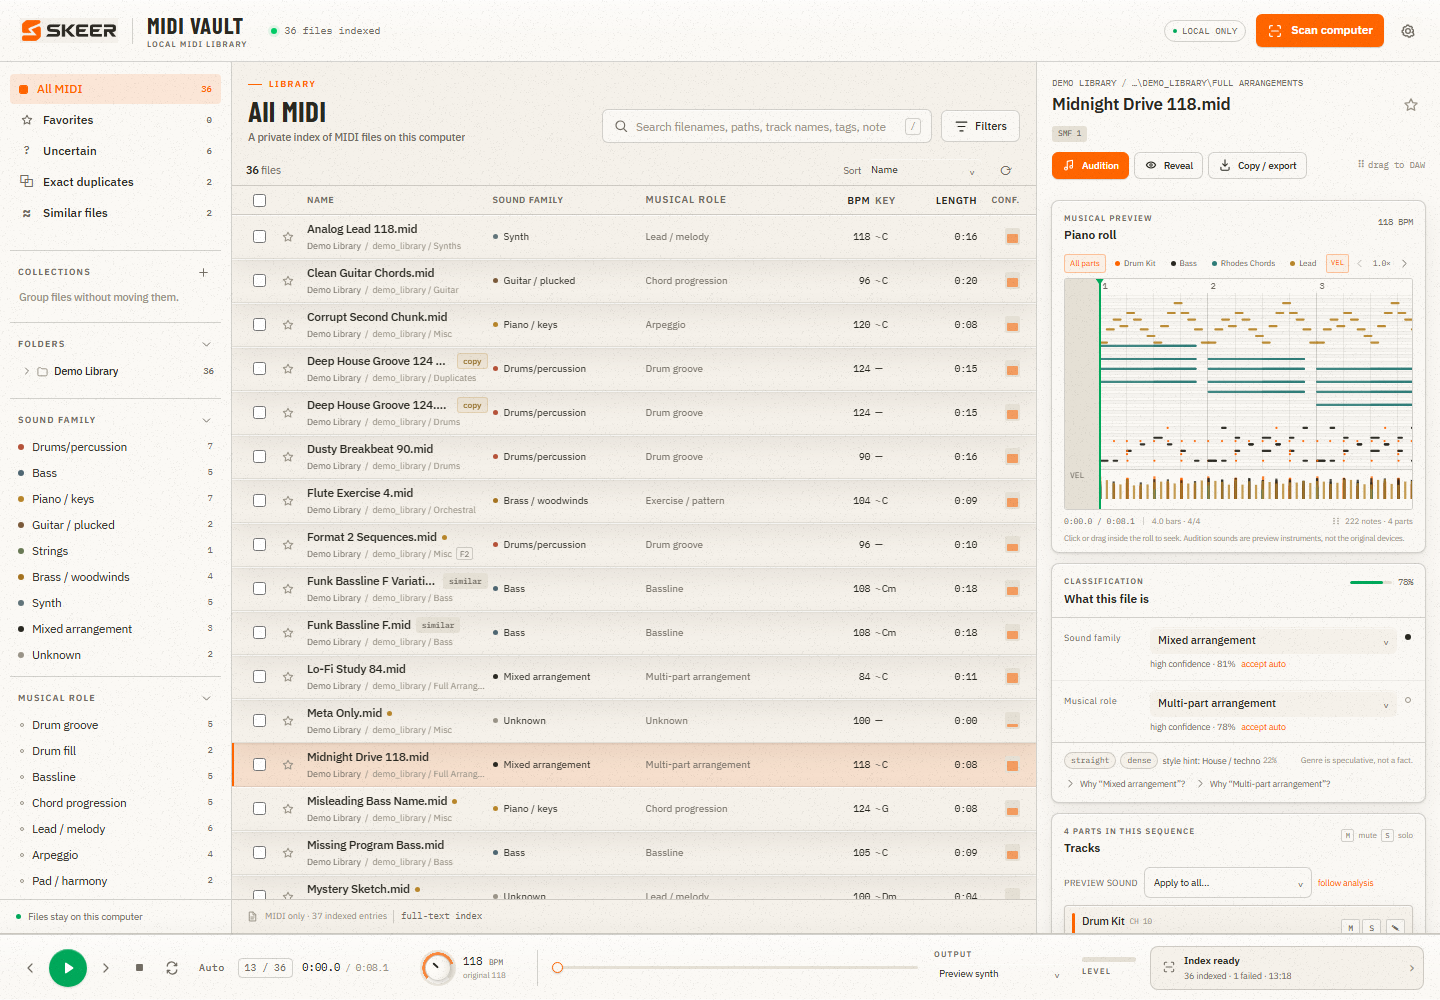 SKEER
MIDI VAULT
LOCAL MIDI LIBRARY
36 files indexed
LOCAL ONLY
Scan computer
All MIDI 36
Favorites 0
? Uncertain 6
Exact duplicates 2
Similar files 2
COLLECTIONS +
Group files without moving them.
FOLDERS
Demo Library 36
SOUND FAMILY
Drums/percussion 7
Bass 5
Piano / keys 7
Guitar / plucked 2
Strings 1
Brass / woodwinds 4
Synth 5
Mixed arrangement 3
Unknown 2
MUSICAL ROLE
Drum groove 5
Drum fill 2
Bassline 5
Chord progression 5
Lead / melody 6
Arpeggio 4
Pad / harmony 2
Files stay on this computer
LIBRARY
All MIDI
A private index of MIDI files on this computer
Search filenames, paths, track names, tags, note /
Filters
36 files
Sort Name
NAME SOUND FAMILY MUSICAL ROLE BPM KEY LENGTH CONF.
Analog Lead 118.mid Synth Lead / melody 118 ~C 0:16
Demo Library / demo_library / Synths
Clean Guitar Chords.mid Guitar / plucked Chord progression 96 ~C 0:20
Demo Library / demo_library / Guitar
Corrupt Second Chunk.mid Piano / keys Arpeggio 120 ~C 0:08
Demo Library / demo_library / Misc
Deep House Groove 124 ... copy Drums/percussion Drum groove 124 — 0:15
Demo Library / demo_library / Duplicates
Deep House Groove 124.... copy Drums/percussion Drum groove 124 — 0:15
Demo Library / demo_library / Drums
Dusty Breakbeat 90.mid Drums/percussion Drum groove 90 — 0:16
Demo Library / demo_library / Drums
Flute Exercise 4.mid Brass / woodwinds Exercise / pattern 104 ~C 0:09
Demo Library / demo_library / Orchestral
Format 2 Sequences.mid Drums/percussion Drum groove 96 — 0:10
Demo Library / demo_library / Misc F2
Funk Bassline F Variati... similar Bass Bassline 108 ~Cm 0:18
Demo Library / demo_library / Bass
Funk Bassline F.mid similar Bass Bassline 108 ~Cm 0:18
Demo Library / demo_library / Bass
Lo-Fi Study 84.mid Mixed arrangement Multi-part arrangement 84 ~C 0:11
Demo Library / demo_library / Full Arrang...
Meta Only.mid Unknown Unknown 100 — 0:00
Demo Library / demo_library / Misc
Midnight Drive 118.mid Mixed arrangement Multi-part arrangement 118 ~C 0:08
Demo Library / demo_library / Full Arrang...
Misleading Bass Name.mid Piano / keys Chord progression 124 ~G 0:08
Demo Library / demo_library / Misc
Missing Program Bass.mid Bass Bassline 105 ~C 0:09
Demo Library / demo_library / Bass
Mystery Sketch.mid Unknown Lead / melody 100 ~Dm 0:04
MIDI only · 37 indexed entries full-text index
DEMO LIBRARY / …\DEMO_LIBRARY\FULL ARRANGEMENTS
Midnight Drive 118.mid
SMF 1
Audition Reveal Copy / export drag to DAW
MUSICAL PREVIEW 118 BPM
Piano roll
All parts Drum Kit Bass Rhodes Chords Lead VEL 1.0×
1 2 3
VEL
0:00.0 / 0:08.1 4.0 bars · 4/4 222 notes · 4 parts
Click or drag inside the roll to seek. Audition sounds are preview instruments, not the original devices.
CLASSIFICATION 78%
What this file is
Sound family Mixed arrangement
high confidence · 81% accept auto
Musical role Multi-part arrangement
high confidence · 78% accept auto
straight dense style hint: House / techno 22% Genre is speculative, not a fact.
Why “Mixed arrangement”? Why “Multi-part arrangement”?
4 PARTS IN THIS SEQUENCE M mute S solo
Tracks
PREVIEW SOUND Apply to all... follow analysis
Drum Kit CH 10 M S
Auto 13 / 36 0:00.0 / 0:08.1
118 BPM
original 118
OUTPUT
Preview synth
LEVEL
Index ready
36 indexed · 1 failed · 13:18